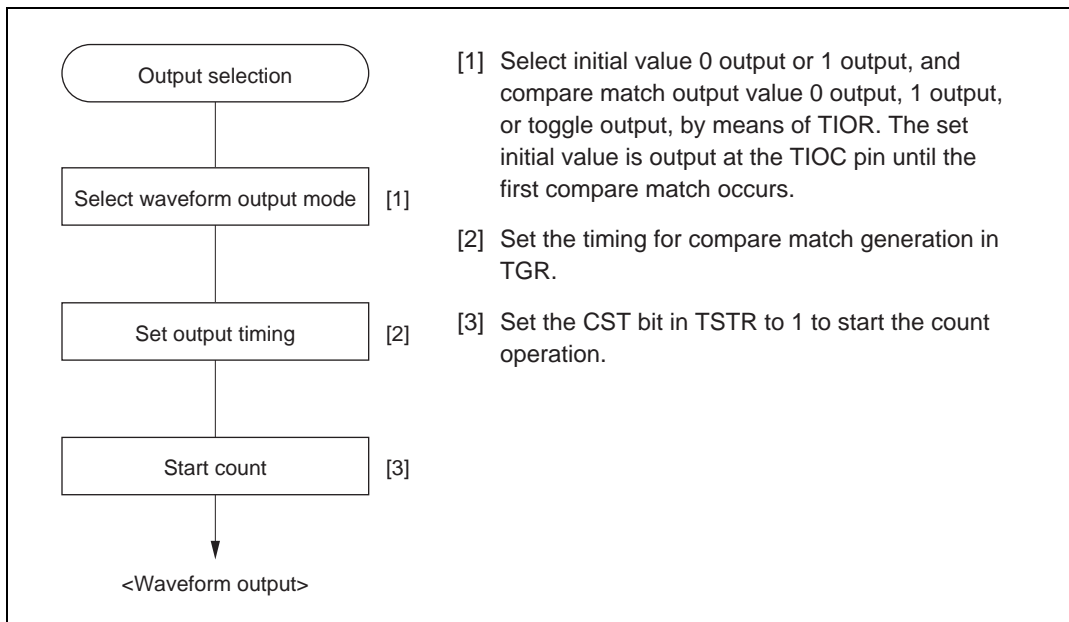 Output selection
Select waveform output mode [1]
Set output timing [2]
Start count [3]
<Waveform output>
[1] Select initial value 0 output or 1 output, and
compare match output value 0 output, 1 output,
or toggle output, by means of TIOR. The set
initial value is output at the TIOC pin until the
first compare match occurs.
[2] Set the timing for compare match generation in
TGR.
[3] Set the CST bit in TSTR to 1 to start the count
operation.